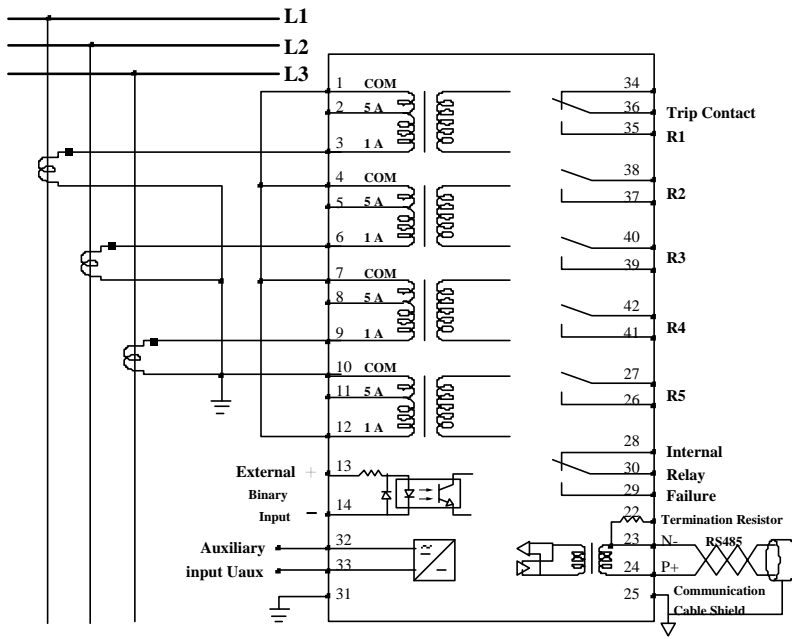 L1
L2
L3
1 COM 34
2 5 A 36 Trip Contact
3 1 A 35 R1
4 COM 38
5 5 A 37 R2
6 1 A 40
7 COM 39 R3
8 5 A 42
9 1 A 41 R4
10 COM 27
11 5 A 26 R5
12 1 A 28 Internal
External + 13 30 Relay
Binary 29 Failure
Input - 14 22 Termination Resistor
Auxiliary 32 23 N- RS485
input Uaux 33 24 P+
31 25 Communication
Cable Shield